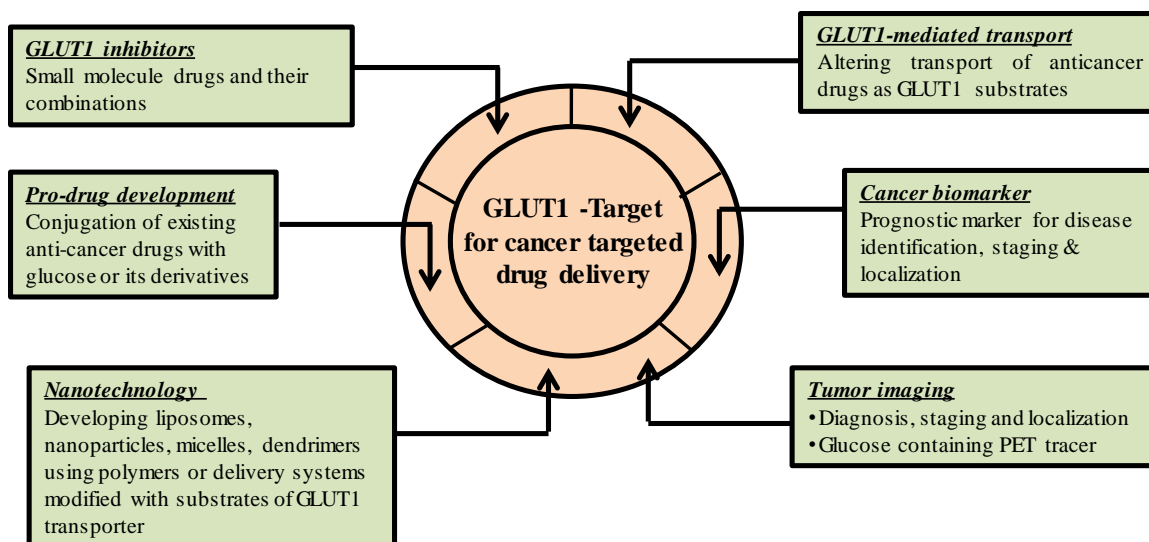 GLUT1 inhibitors
Small molecule drugs and their
combinations
GLUT1-mediated transport
Altering transport of anticancer
drugs as GLUT1 substrates
Pro-drug development
Conjugation of existing
anti-cancer drugs with
glucose or its derivatives
GLUT1 -Target
for cancer targeted
drug delivery
Cancer biomarker
Prognostic marker for disease
identification, staging &
localization
Nanotechnology
Developing liposomes,
nanoparticles, micelles, dendrimers
using polymers or delivery systems
modified with substrates of GLUT1
transporter
Tumor imaging
•Diagnosis, staging and localization
•Glucose containing PET tracer